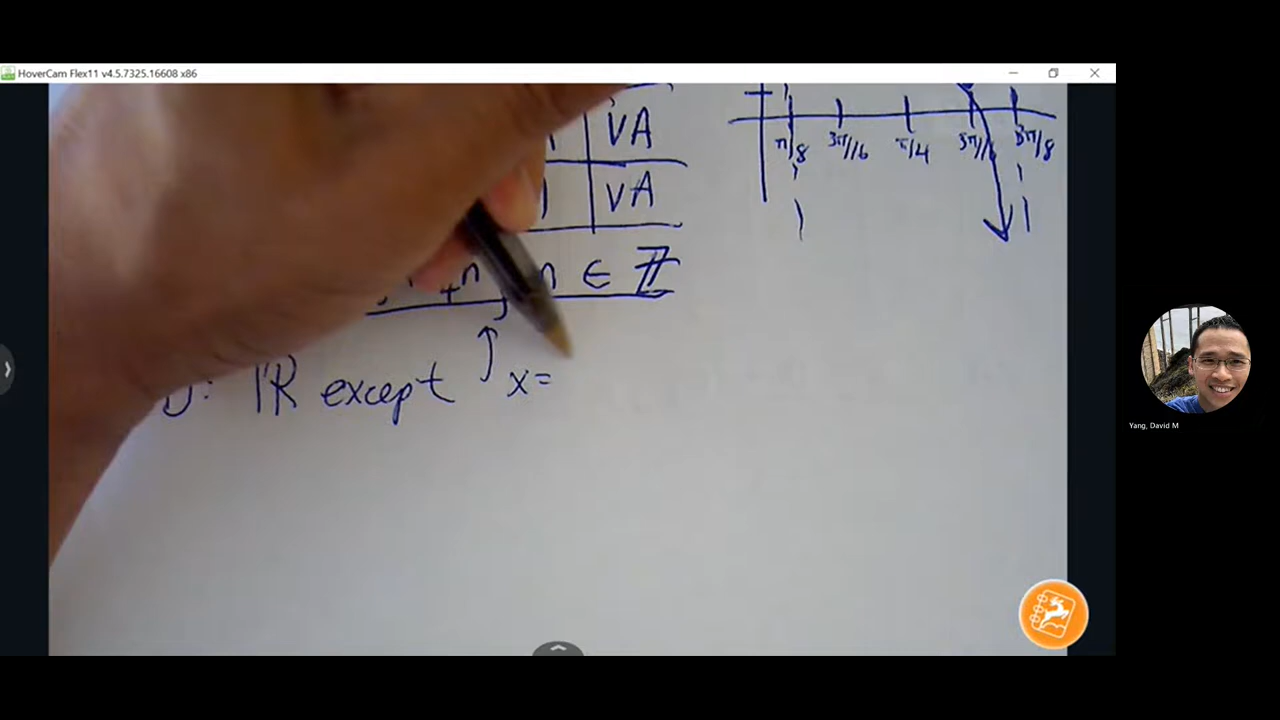 HoverCam Flex11 v4.5.7325.16608 x86
VA
π/8 3π/16 π/4 5π/ 3π/8
VA
n n ∈ ℤ
D: ℝ except x=
Yang, David M